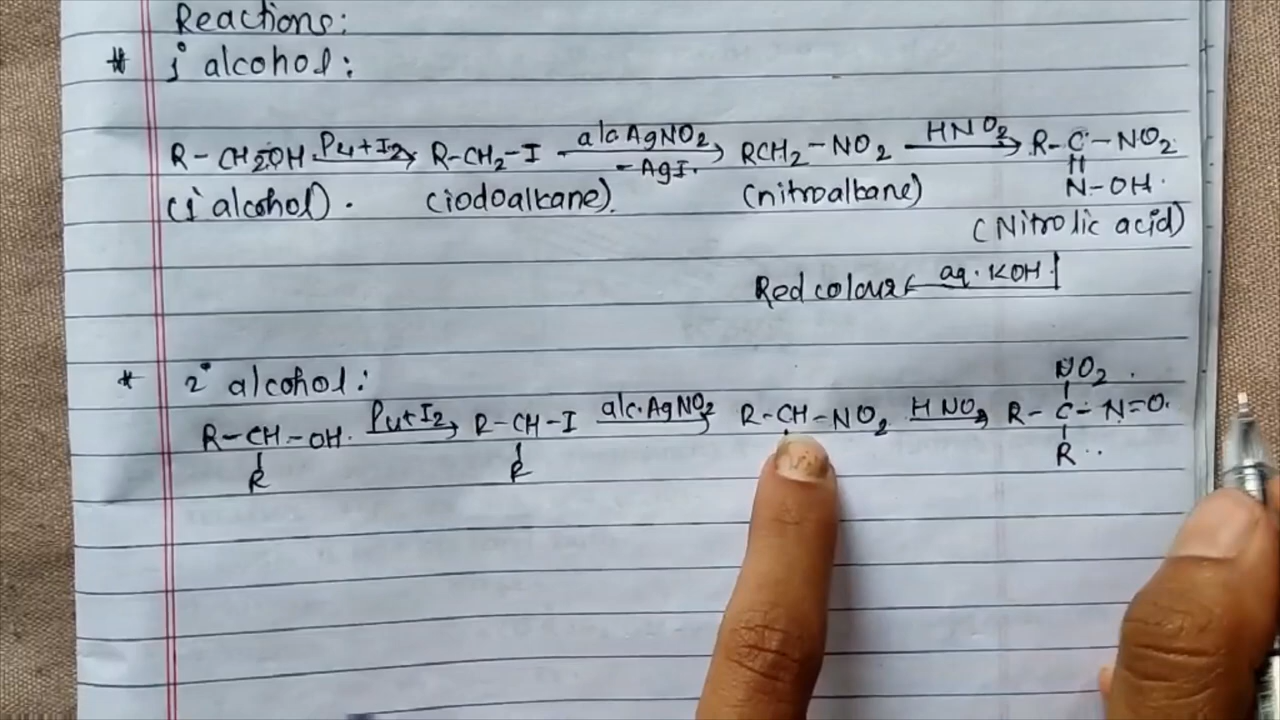 Reactions:
* 1° alcohol:
R-CH2OH P4+I2 R-CH2-I alc AgNO2 -AgI. RCH2-NO2 HNO2 R-C-NO2
N-OH.
(1° alcohol). (iodoalkane). (nitroalkane)
(Nitrolic acid)
Red colour aq. KOH
* 2° alcohol:
NO2
R-CH-OH. P4+I2 R-CH-I alc.AgNO2 R-CH-NO2 HNO2 R-C-N=O.
R R R